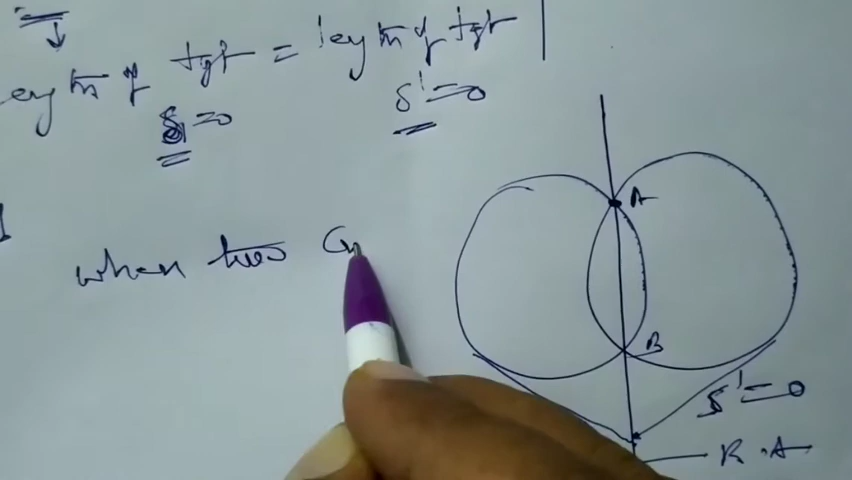 length of tgt = length of tgt
S=0 S'=0
when two
A
B
S'=0
R.A